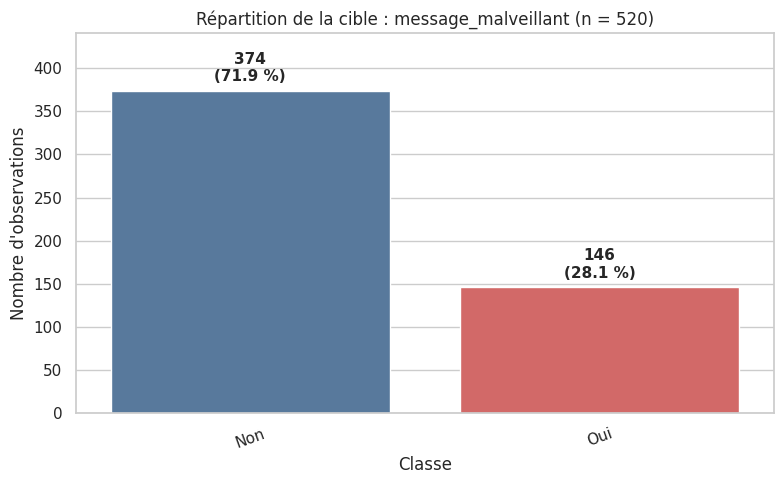 Répartition de la cible : message_malveillant (n = 520)
Nombre d'observations
400
350
300
250
200
150
100
50
0
374
(71.9 %)
146
(28.1 %)
Non
Oui
Classe